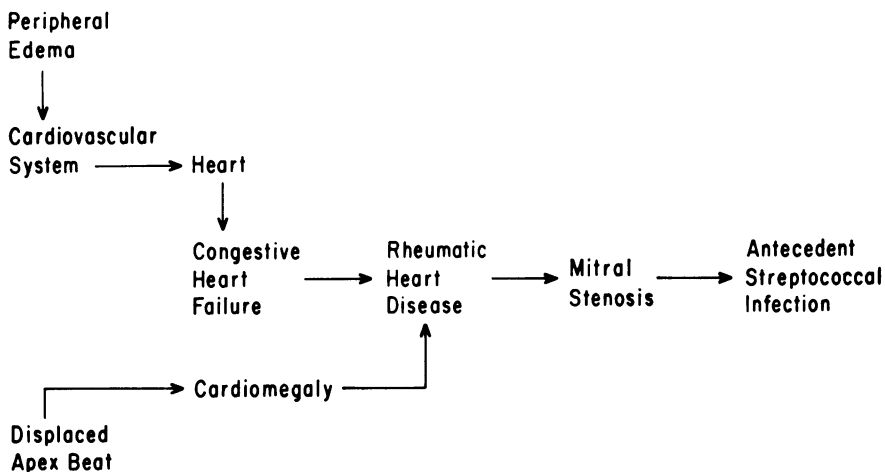 Peripheral
Edema
Cardiovascular
System
Heart
Congestive
Heart
Failure
Rheumatic
Heart
Disease
Mitral
Stenosis
Antecedent
Streptococcal
Infection
Cardiomegaly
Displaced
Apex Beat